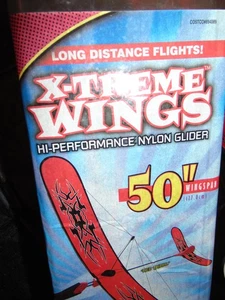 LONG DISTANCE FLIGHTS!
X-TREME
WINGS
HI-PERFORMANCE NYLON GLIDER
50"
WINGSPAN